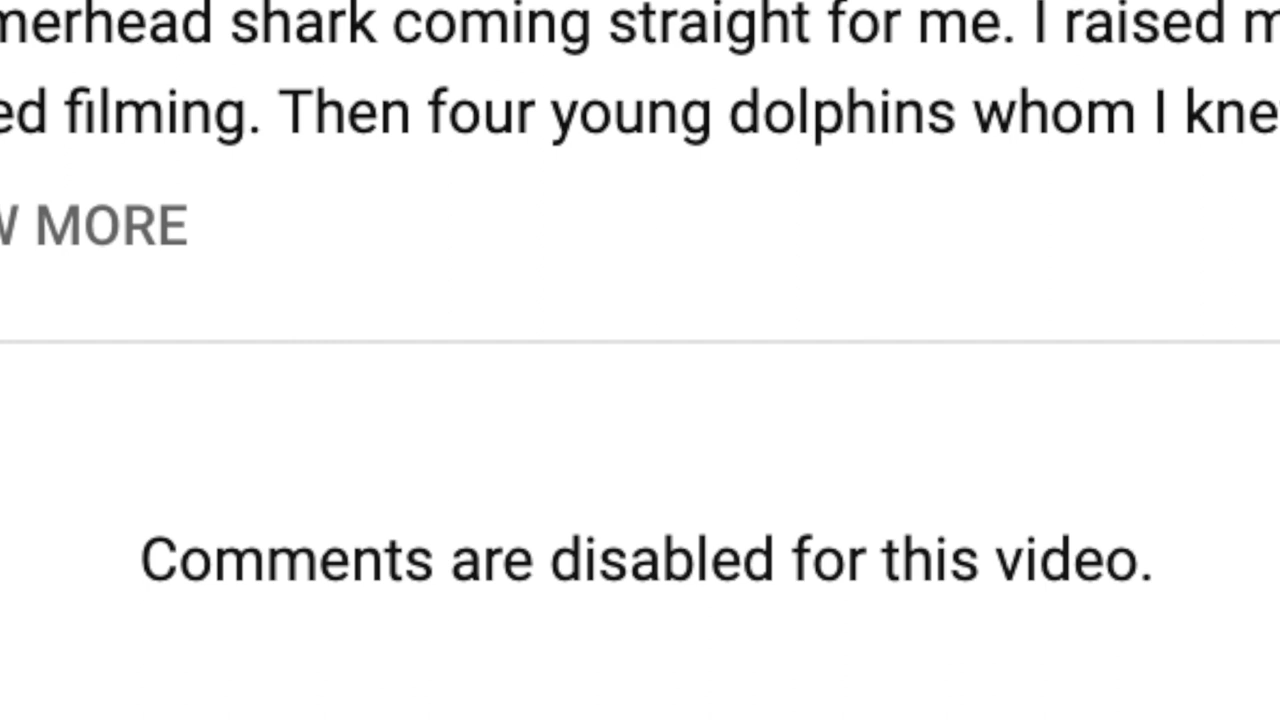 merhead shark coming straight for me. I raised m
ed filming. Then four young dolphins whom I kne
W MORE
Comments are disabled for this video.